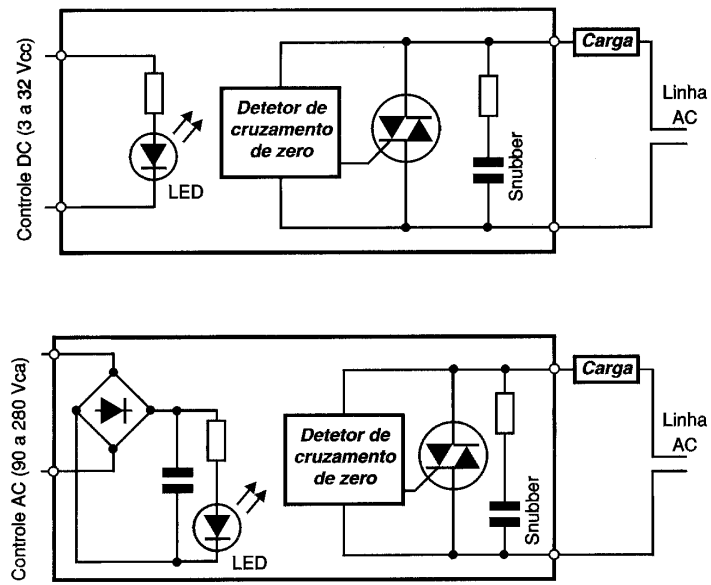 Controle DC (3 a 32 Vcc)
LED
Detetor de
cruzamento
de zero
Snubber
Carga
Linha
AC
Controle AC (90 a 280 Vca)
LED
Detetor de
cruzamento
de zero
Snubber
Carga
Linha
AC